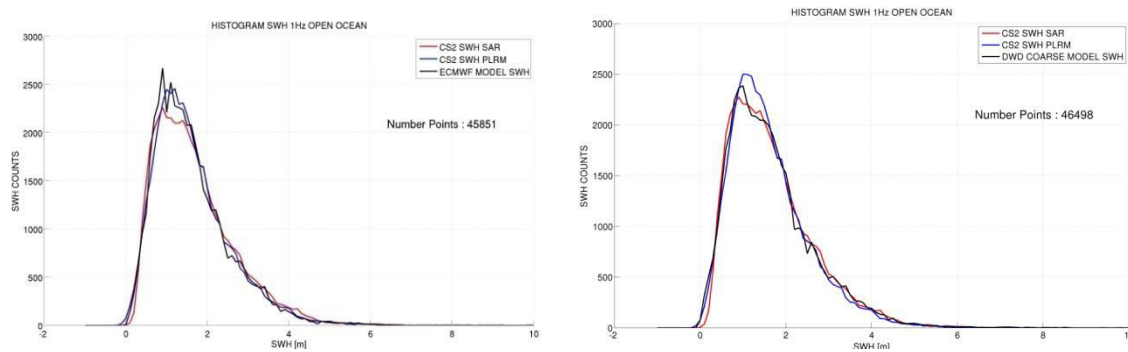 HISTOGRAM SWH 1Hz OPEN OCEAN
3000
2500
2000
1500
1000
500
0
SWH COUNTS
CS2 SWH SAR
CS2 SWH PLRM
ECMWF MODEL SWH
Number Points : 45851
-2
0
2
4
6
8
10
SWH [m]
HISTOGRAM SWH 1Hz OPEN OCEAN
3000
2500
2000
1500
1000
500
0
SWH COUNTS
CS2 SWH SAR
CS2 SWH PLRM
DWD COARSE MODEL SWH
Number Points : 46498
-2
0
2
4
6
8
SWH [m]